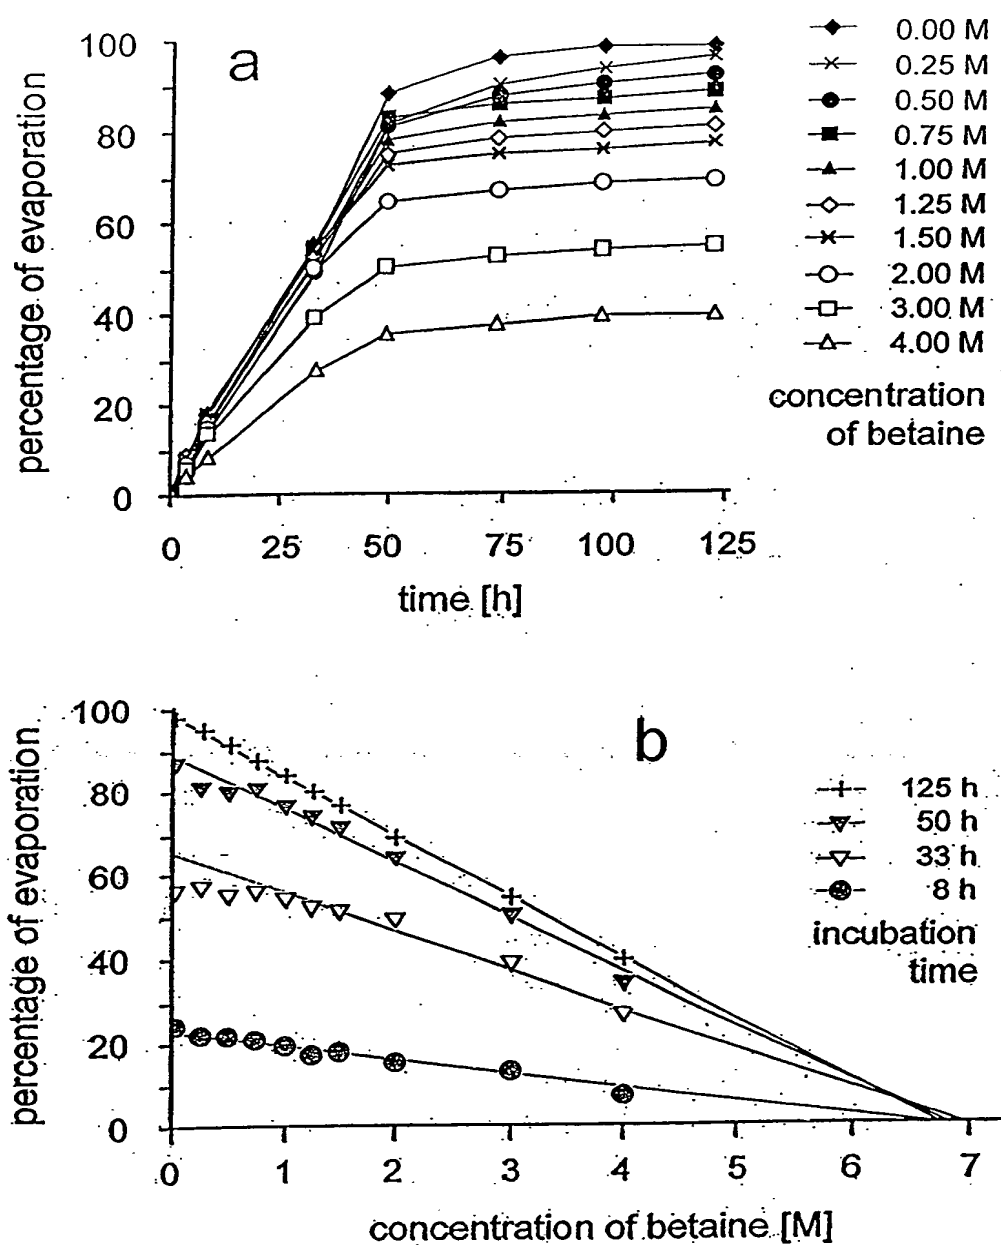 a
percentage of evaporation
100
80
60
40
20
0
0 25 50 75 100 125
time [h]
0.00 M
0.25 M
0.50 M
0.75 M
1.00 M
1.25 M
1.50 M
2.00 M
3.00 M
4.00 M
concentration
of betaine
b
percentage of evaporation
100
80
60
40
20
0
0 1 2 3 4 5 6 7
concentration of betaine [M]
125 h
50 h
33 h
8 h
incubation
time